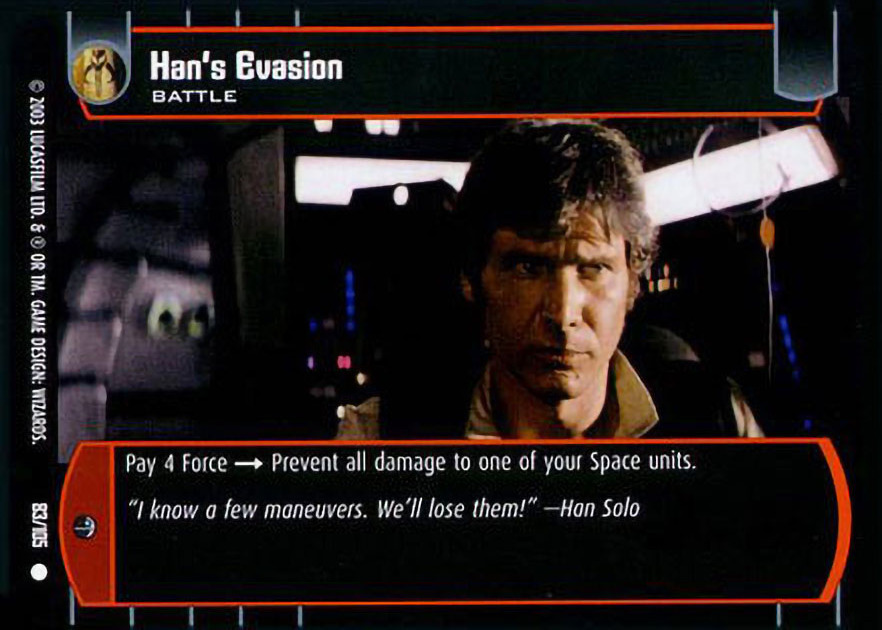 Han's Evasion
BATTLE
Pay 4 Force → Prevent all damage to one of your Space units.
"I know a few maneuvers. We'll lose them!" —Han Solo
© 2003 LUCASFILM LTD. & ® OR TM. GAME DESIGN: WIZARDS.
83/105